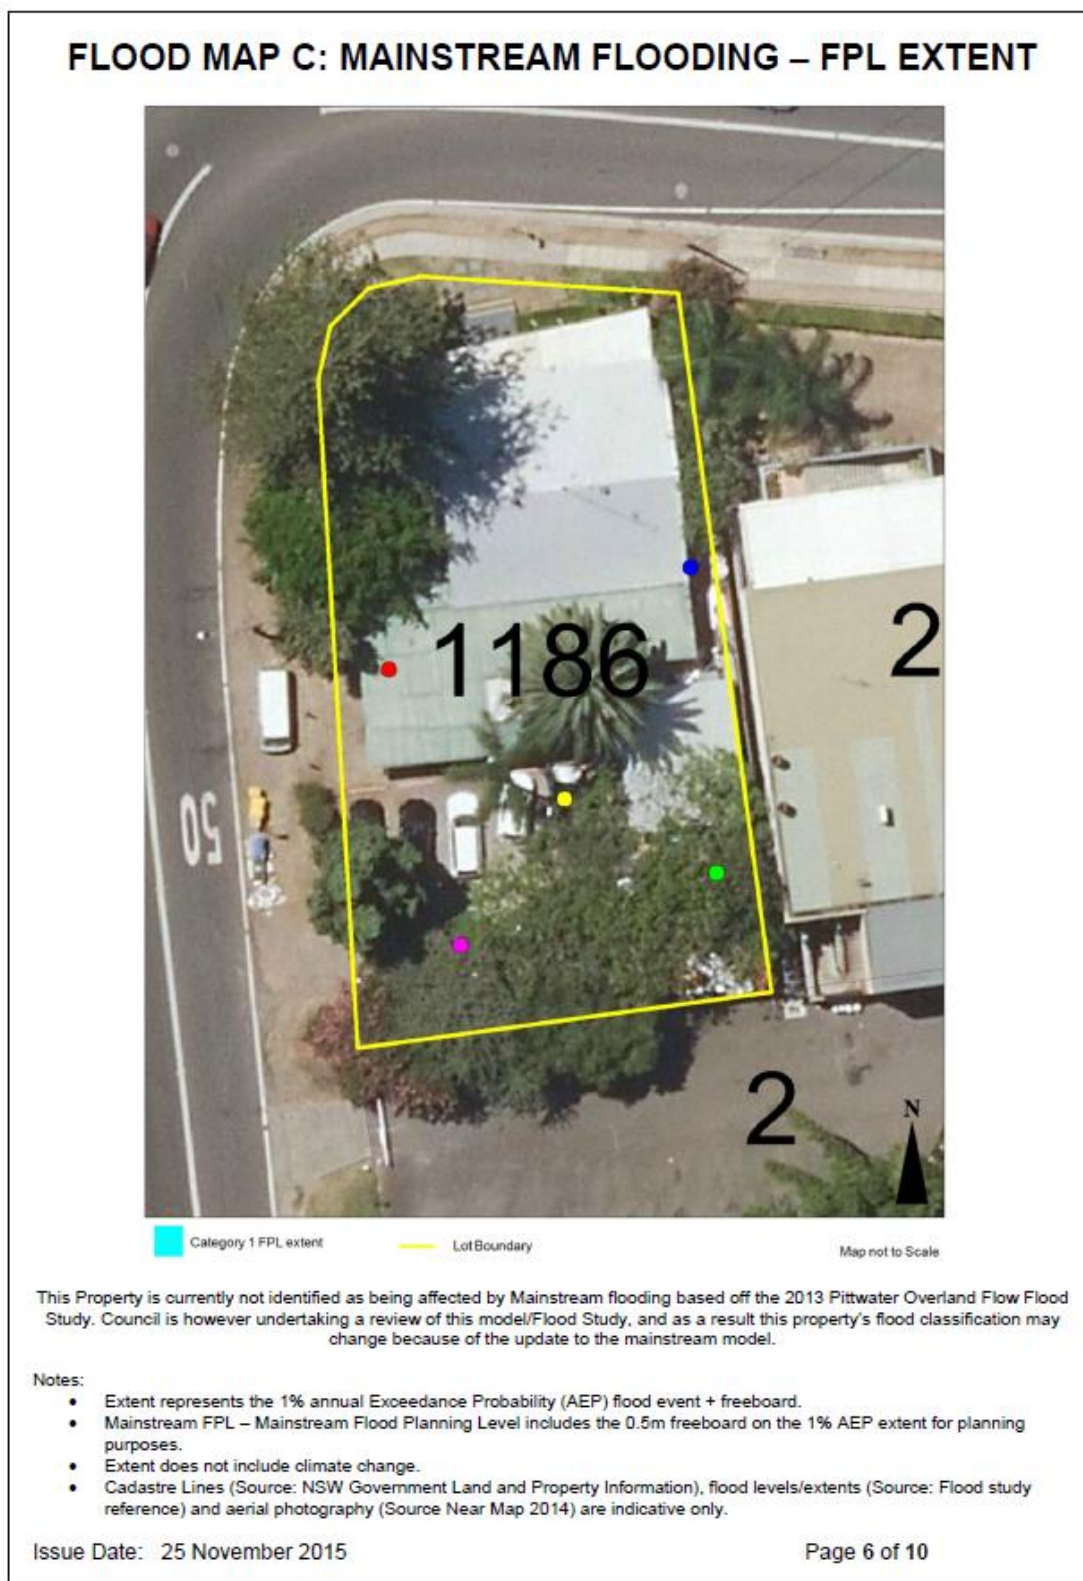 FLOOD MAP C: MAINSTREAM FLOODING – FPL EXTENT
1186
2
50
2
N
Category 1 FPL extent
Lot Boundary
Map not to Scale
This Property is currently not identified as being affected by Mainstream flooding based off the 2013 Pittwater Overland Flow Flood
Study. Council is however undertaking a review of this model/Flood Study, and as a result this property's flood classification may
change because of the update to the mainstream model.
Notes:
• Extent represents the 1% annual Exceedance Probability (AEP) flood event + freeboard.
• Mainstream FPL – Mainstream Flood Planning Level includes the 0.5m freeboard on the 1% AEP extent for planning
purposes.
• Extent does not include climate change.
• Cadastre Lines (Source: NSW Government Land and Property Information), flood levels/extents (Source: Flood study
reference) and aerial photography (Source Near Map 2014) are indicative only.
Issue Date: 25 November 2015
Page 6 of 10